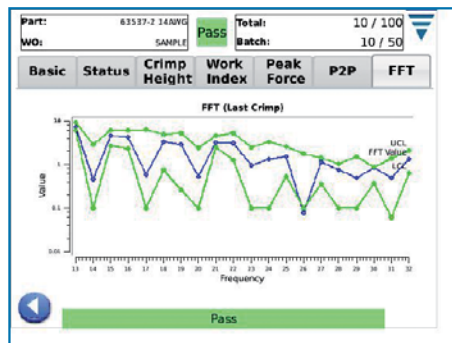 Part: 63537-2 14AWG
WO: SAMPLE
Pass
Total: 10 / 100
Batch: 10 / 50
Basic Status Crimp Height Work Index Peak Force P2P FFT
FFT (Last Crimp)
UCL
FFT Value
LCL
Value
10
1
0.1
0.01
13 14 15 16 17 18 19 20 21 22 23 24 25 26 27 28 29 30 31 32
Frequency
Pass